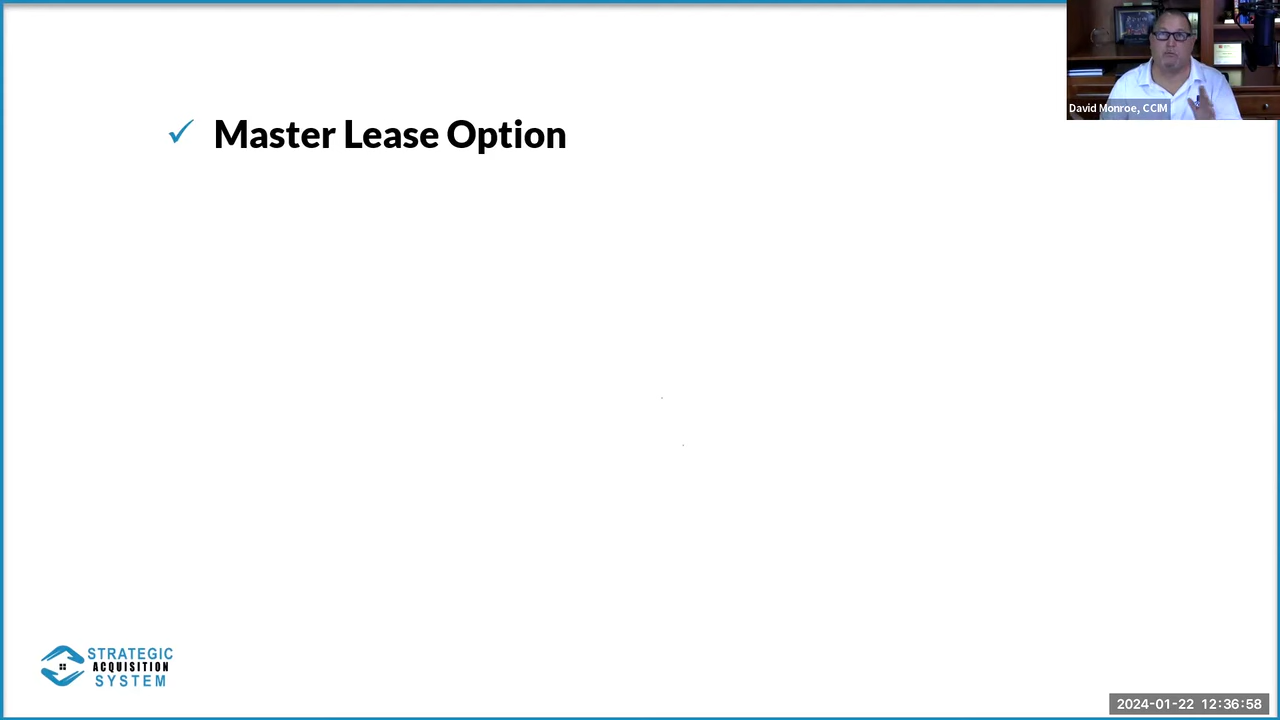 David Monroe, CCIM
Master Lease Option
STRATEGIC
ACQUISITION
SYSTEM
2024-01-22 12:36:58